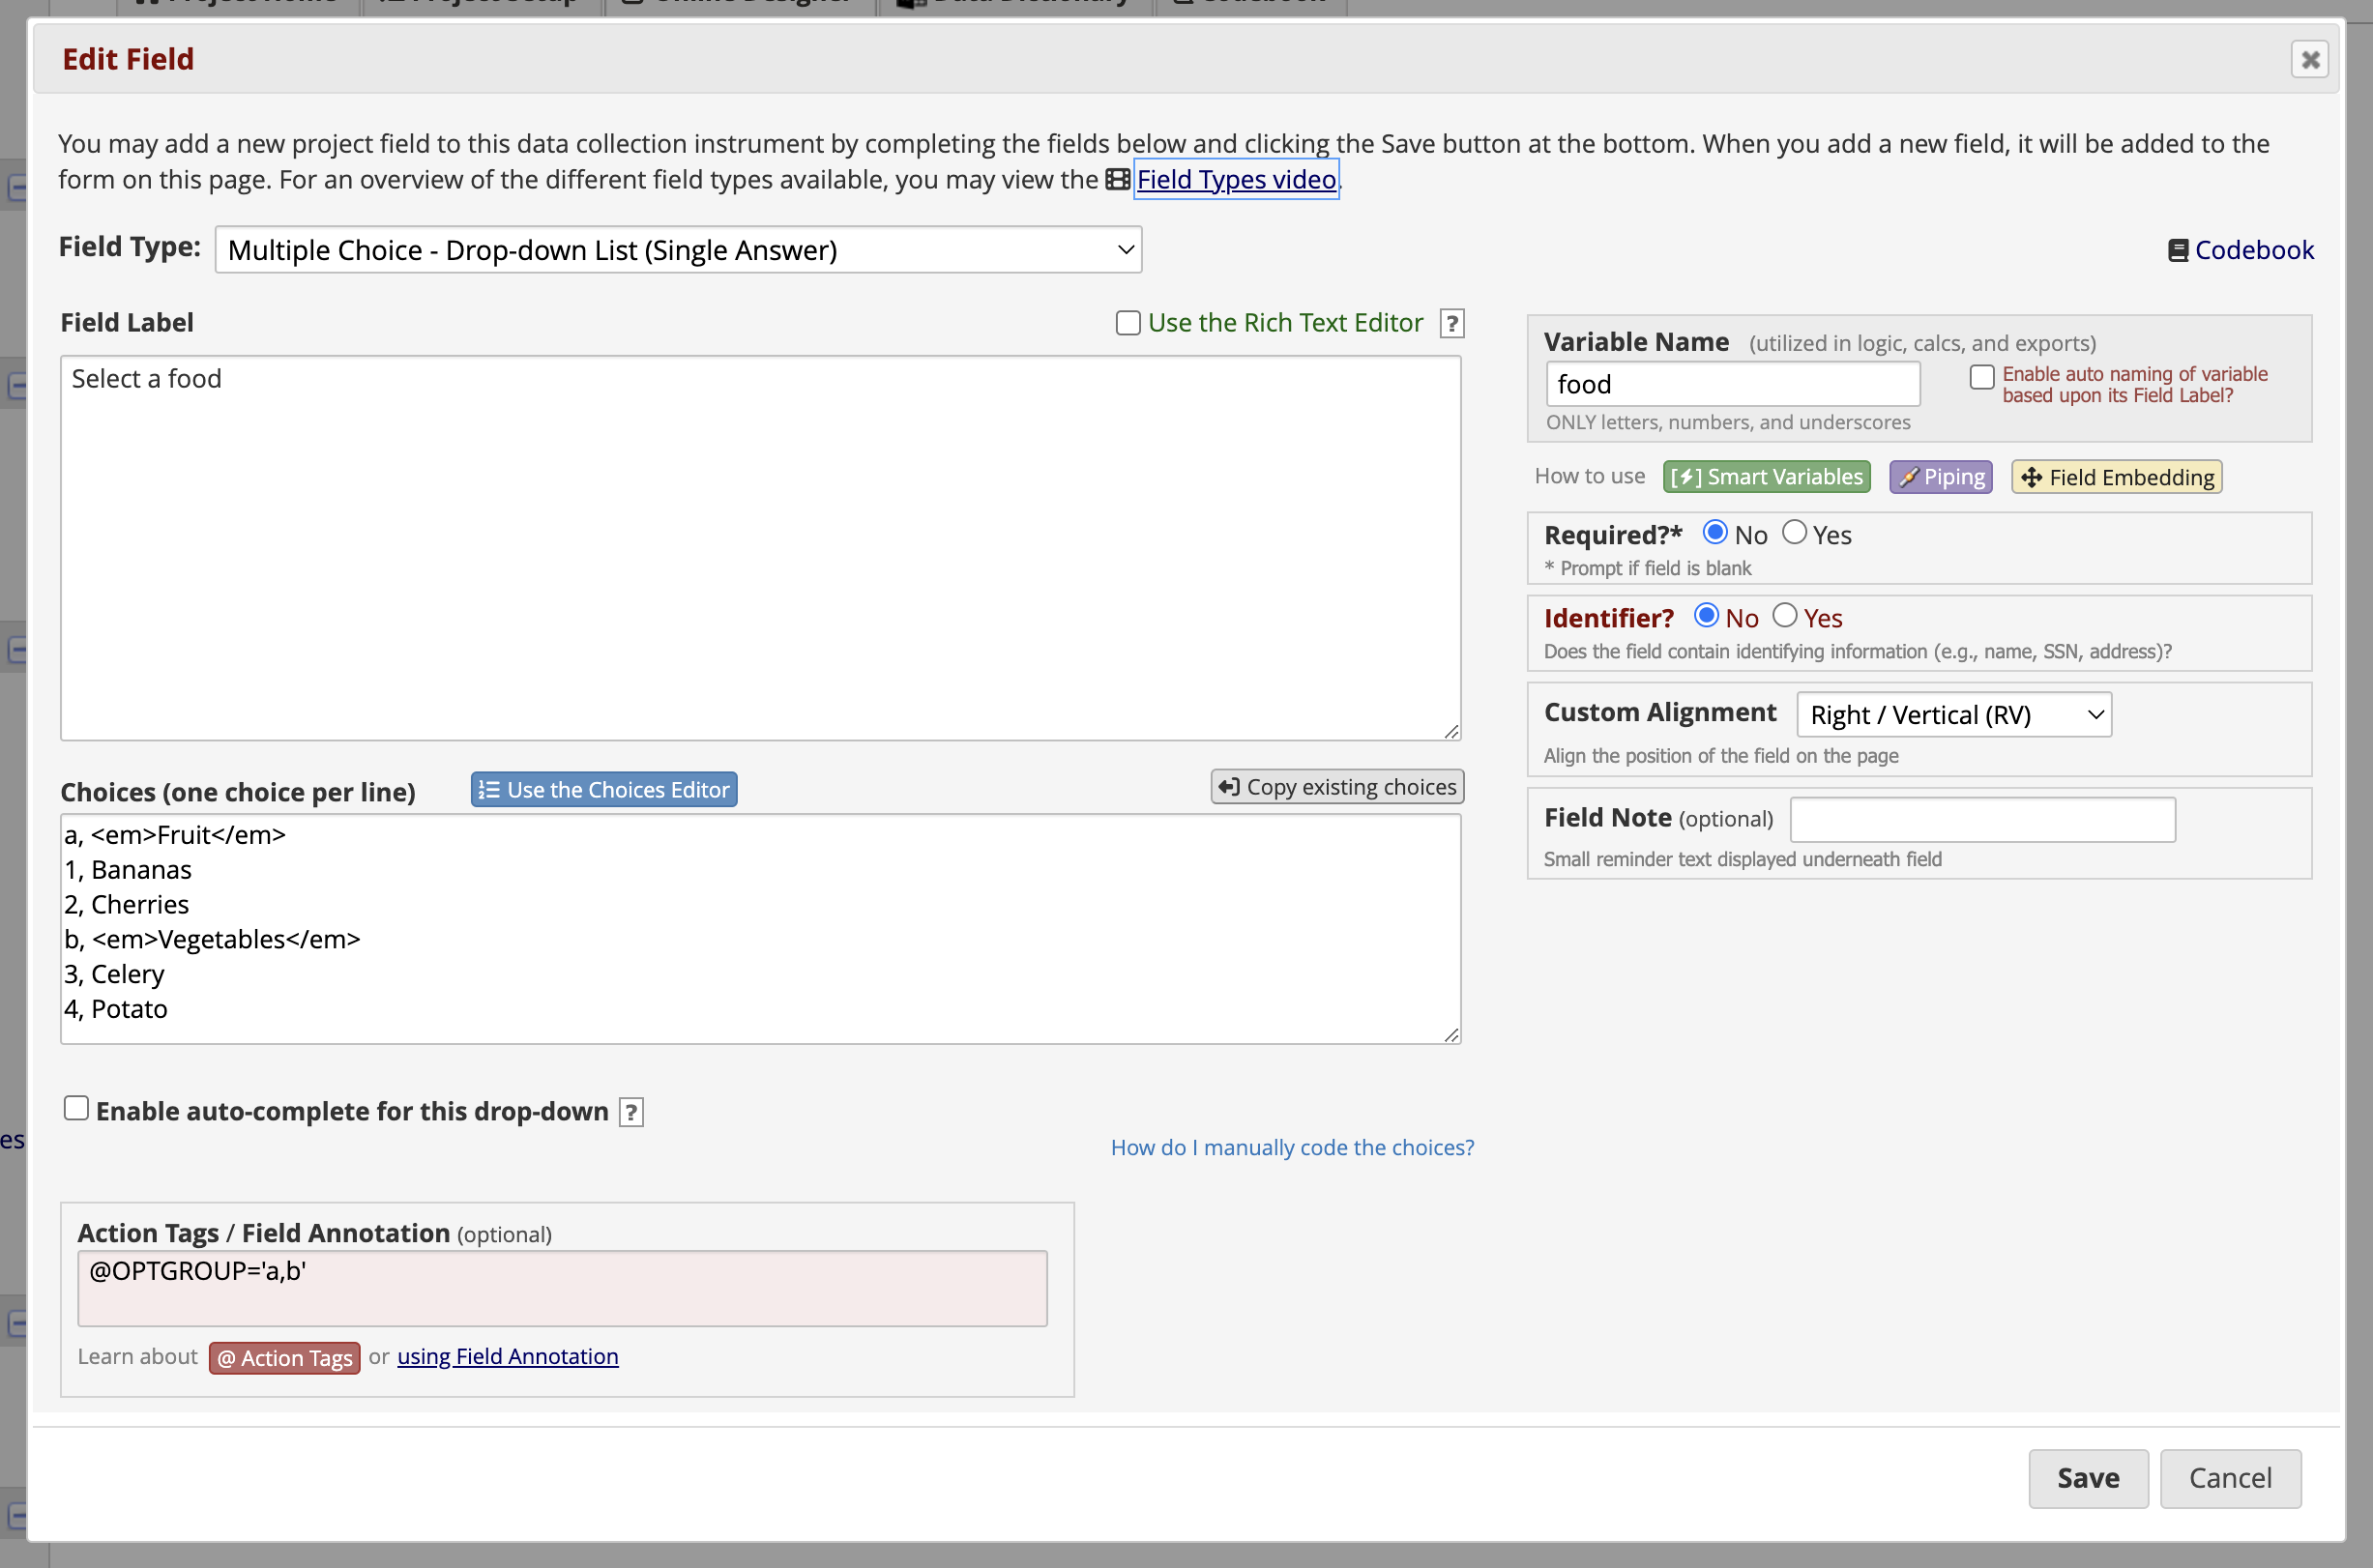 Project Home Project Setup Online Designer Data Dictionary Codebook
Edit Field
You may add a new project field to this data collection instrument by completing the fields below and clicking the Save button at the bottom. When you add a new field, it will be added to the
form on this page. For an overview of the different field types available, you may view the Field Types video.
Field Type: Multiple Choice - Drop-down List (Single Answer)
Codebook
Field Label
Use the Rich Text Editor ?
Select a food
Choices (one choice per line)
Use the Choices Editor
Copy existing choices
a, <em>Fruit</em>
1, Bananas
2, Cherries
b, <em>Vegetables</em>
3, Celery
4, Potato
Enable auto-complete for this drop-down ?
How do I manually code the choices?
Action Tags / Field Annotation (optional)
@OPTGROUP='a,b'
Learn about @ Action Tags or using Field Annotation
Variable Name (utilized in logic, calcs, and exports)
food
Enable auto naming of variable
based upon its Field Label?
ONLY letters, numbers, and underscores
How to use [⚡] Smart Variables Piping Field Embedding
Required?* No Yes
* Prompt if field is blank
Identifier? No Yes
Does the field contain identifying information (e.g., name, SSN, address)?
Custom Alignment Right / Vertical (RV)
Align the position of the field on the page
Field Note (optional)
Small reminder text displayed underneath field
es
Save Cancel